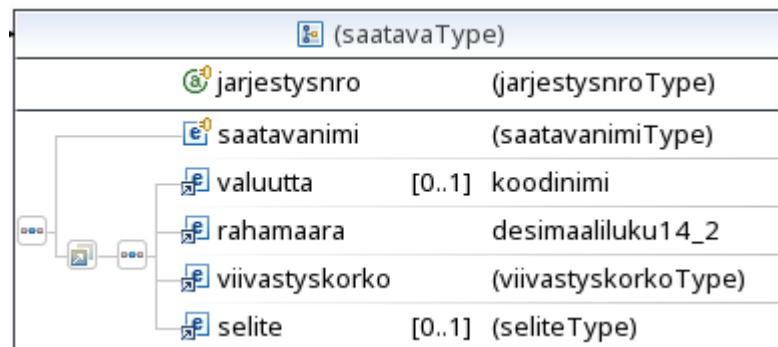 (saatavaType)
jarjestysnro (jarjestysnroType)
saatavanimi (saatavanimiType)
valuutta [0..1] koodinimi
rahamaara desimaaliluku14_2
viivastyskorko (viivastyskorkoType)
selite [0..1] (seliteType)